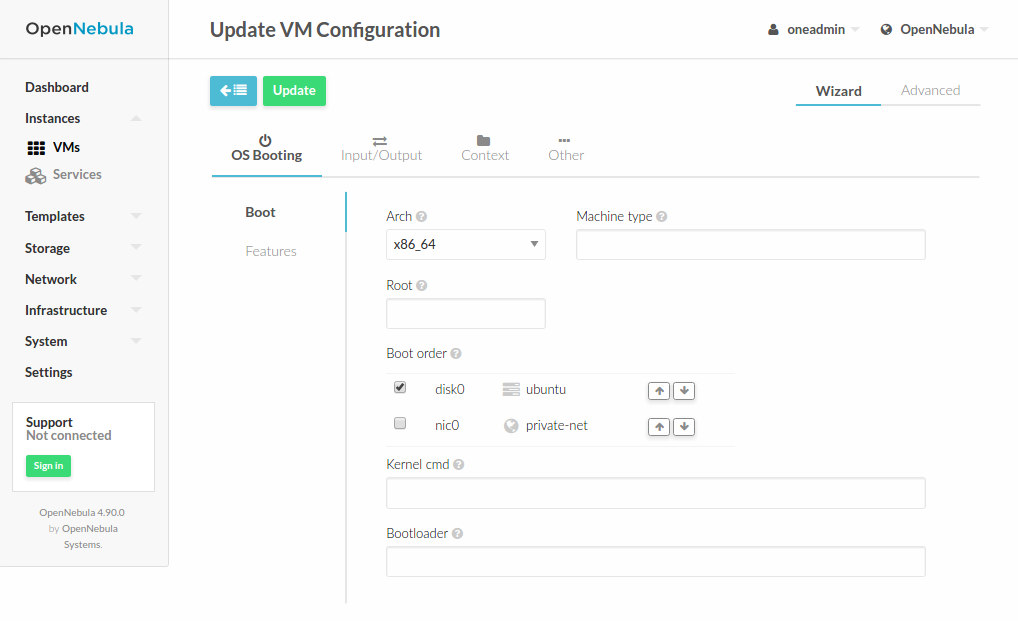 OpenNebula
Update VM Configuration
oneadmin
OpenNebula
Dashboard
Instances
VMs
Services
Templates
Storage
Network
Infrastructure
System
Settings
Support
Not connected
Sign in
OpenNebula 4.90.0
by OpenNebula
Systems.
Update
Wizard
Advanced
OS Booting
Input/Output
Context
Other
Boot
Features
Arch
Machine type
x86_64
Root
Boot order
disk0 ubuntu
nic0 private-net
Kernel cmd
Bootloader